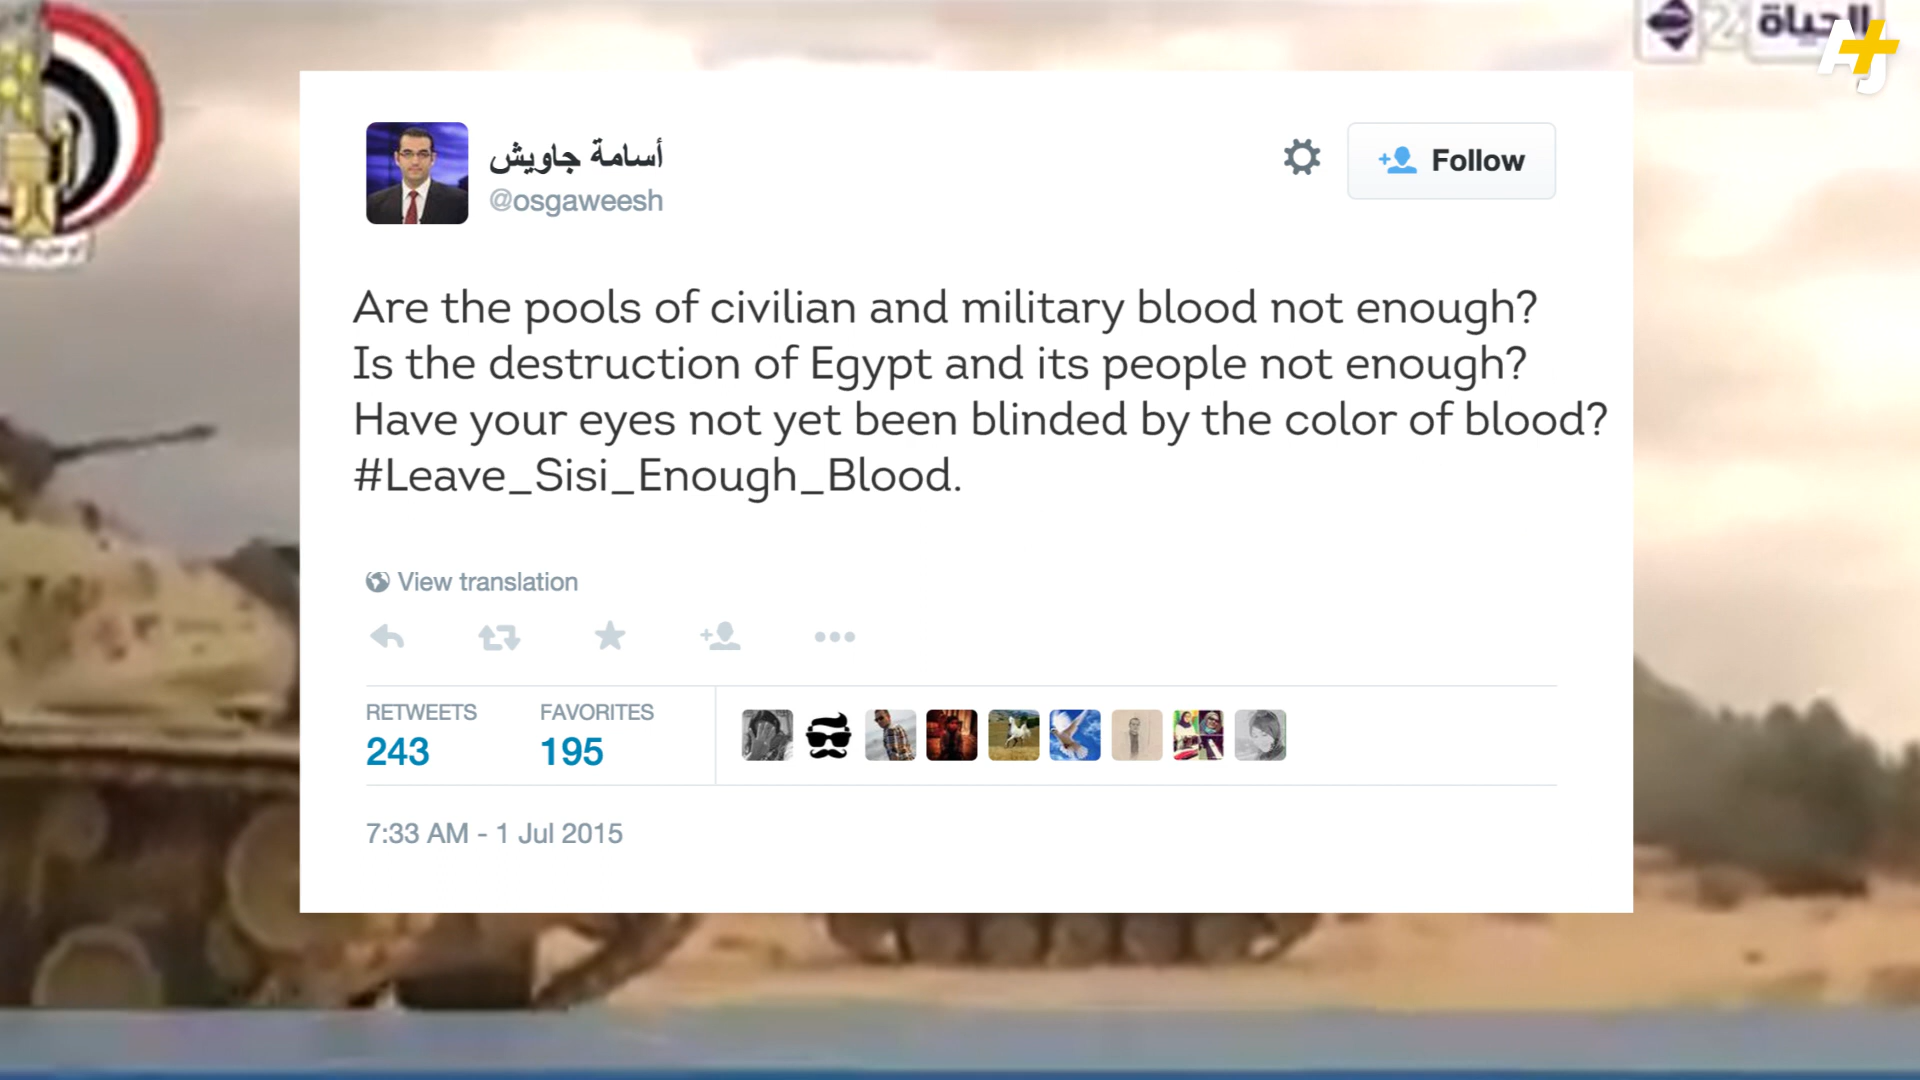 الحياة 2
أسامة جاويش
@osgaweesh
Follow
Are the pools of civilian and military blood not enough?
Is the destruction of Egypt and its people not enough?
Have your eyes not yet been blinded by the color of blood?
#Leave_Sisi_Enough_Blood.
View translation
RETWEETS
FAVORITES
243
195
7:33 AM - 1 Jul 2015